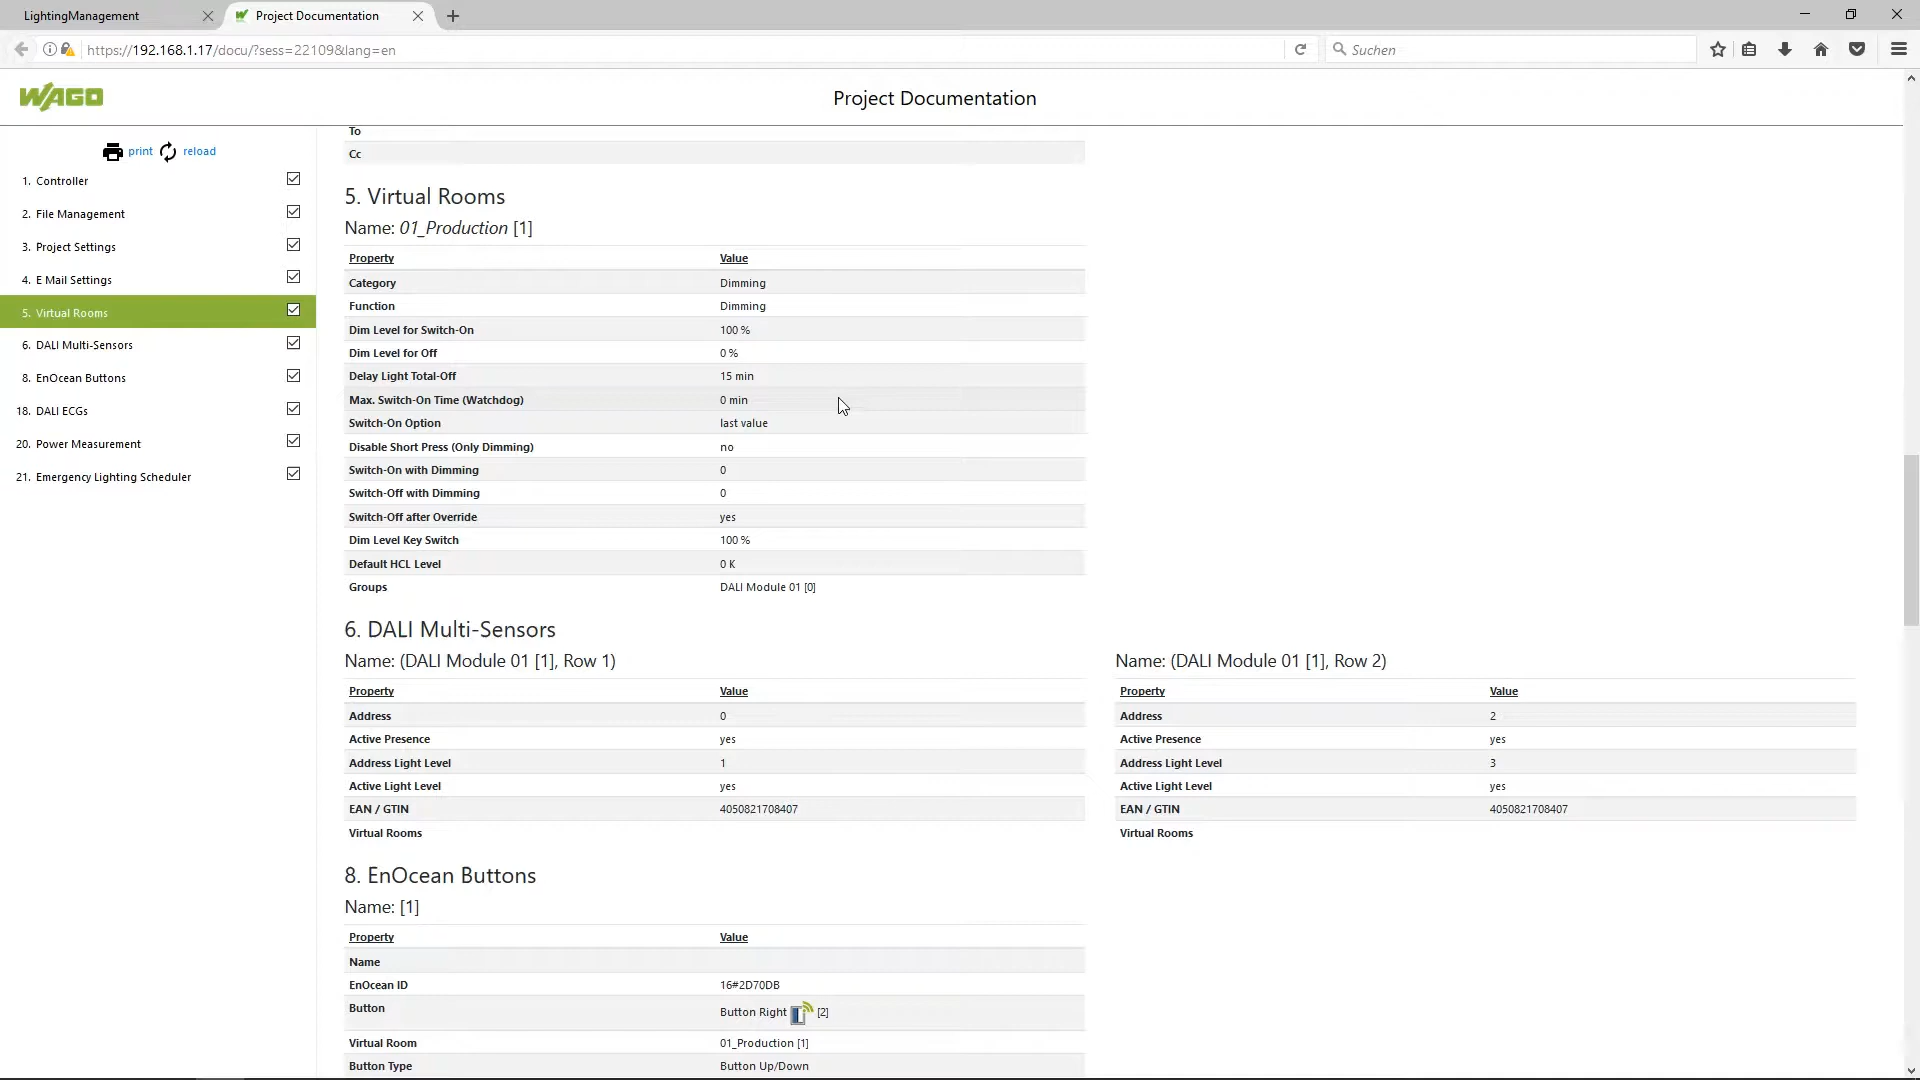 LightingManagement
Project Documentation
https://192.168.1.17/docu/?sess=22109&lang=en
Suchen
WAGO
Project Documentation
print reload
1. Controller
2. File Management
3. Project Settings
4. E Mail Settings
5. Virtual Rooms
6. DALI Multi-Sensors
8. EnOcean Buttons
18. DALI ECGs
20. Power Measurement
21. Emergency Lighting Scheduler
To
Cc
5. Virtual Rooms
Name: 01_Production [1]
Property Value
Category Dimming
Function Dimming
Dim Level for Switch-On 100 %
Dim Level for Off 0 %
Delay Light Total-Off 15 min
Max. Switch-On Time (Watchdog) 0 min
Switch-On Option last value
Disable Short Press (Only Dimming) no
Switch-On with Dimming 0
Switch-Off with Dimming 0
Switch-Off after Override yes
Dim Level Key Switch 100 %
Default HCL Level 0 K
Groups DALI Module 01 [0]
6. DALI Multi-Sensors
Name: (DALI Module 01 [1], Row 1)
Property Value
Address 0
Active Presence yes
Address Light Level 1
Active Light Level yes
EAN / GTIN 4050821708407
Virtual Rooms
Name: (DALI Module 01 [1], Row 2)
Property Value
Address 2
Active Presence yes
Address Light Level 3
Active Light Level yes
EAN / GTIN 4050821708407
Virtual Rooms
8. EnOcean Buttons
Name: [1]
Property Value
Name
EnOcean ID 16#2D70DB
Button Button Right [2]
Virtual Room 01_Production [1]
Button Type Button Up/Down